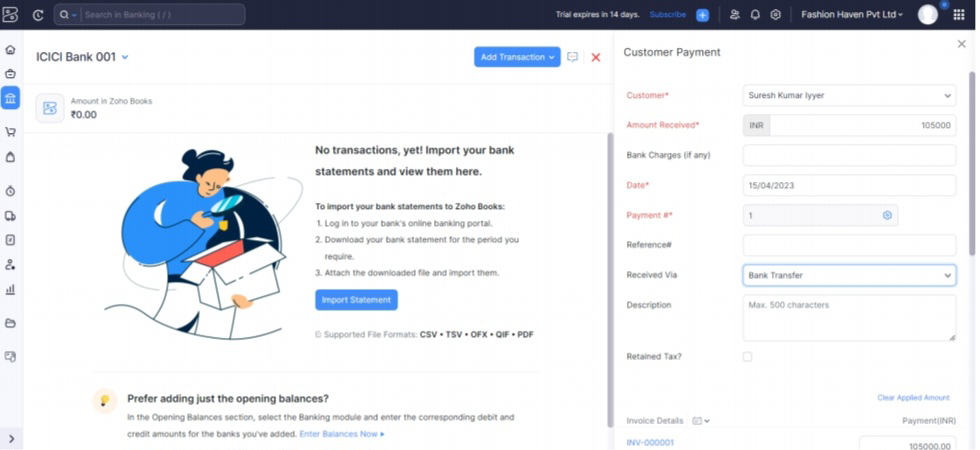 Search in Banking ( / )
Trial expires in 14 days. Subscribe
Fashion Haven Pvt Ltd
ICICI Bank 001
Add Transaction
Amount in Zoho Books
₹0.00
No transactions, yet! Import your bank
statements and view them here.
To import your bank statements to Zoho Books:
1. Log in to your bank's online banking portal.
2. Download your bank statement for the period you
require.
3. Attach the downloaded file and import them.
Import Statement
Supported File Formats: CSV • TSV • OFX • QIF • PDF
Prefer adding just the opening balances?
In the Opening Balances section, select the Banking module and enter the corresponding debit and
credit amounts for the banks you've added. Enter Balances Now
Customer Payment
Customer* Suresh Kumar Iyyer
Amount Received* INR 105000
Bank Charges (if any)
Date* 15/04/2023
Payment #* 1
Reference#
Received Via Bank Transfer
Description Max. 500 characters
Retained Tax?
Clear Applied Amount
Invoice Details Payment(INR)
INV-000001 105000.00